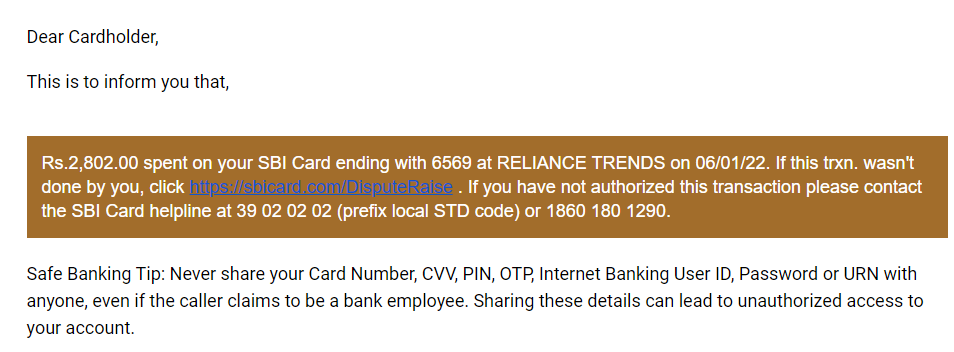 Dear Cardholder,
This is to inform you that,
Rs.2,802.00 spent on your SBI Card ending with 6569 at RELIANCE TRENDS on 06/01/22. If this trxn. wasn't
done by you, click https://sbicard.com/DisputeRaise . If you have not authorized this transaction please contact
the SBI Card helpline at 39 02 02 02 (prefix local STD code) or 1860 180 1290.
Safe Banking Tip: Never share your Card Number, CVV, PIN, OTP, Internet Banking User ID, Password or URN with
anyone, even if the caller claims to be a bank employee. Sharing these details can lead to unauthorized access to
your account.